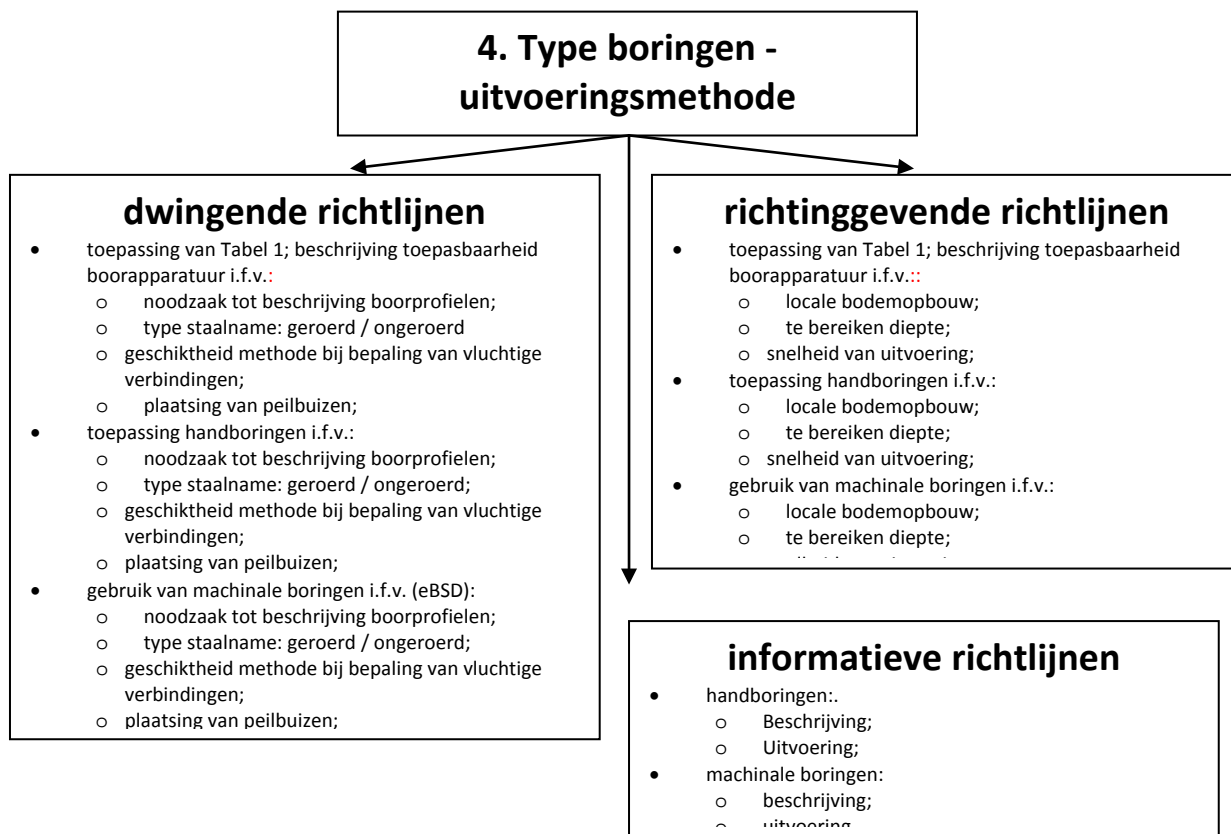 4. Type boringen -
uitvoeringsmethode
dwingende richtlijnen
• toepassing van Tabel 1; beschrijving toepasbaarheid
boorapparatuur i.f.v.:
o noodzaak tot beschrijving boorprofielen;
o type staalname: geroerd / ongeroerd
o geschiktheid methode bij bepaling van vluchtige
verbindingen;
o plaatsing van peilbuizen;
• toepassing handboringen i.f.v.:
o noodzaak tot beschrijving boorprofielen;
o type staalname: geroerd / ongeroerd;
o geschiktheid methode bij bepaling van vluchtige
verbindingen;
o plaatsing van peilbuizen;
• gebruik van machinale boringen i.f.v. (eBSD):
o noodzaak tot beschrijving boorprofielen;
o type staalname: geroerd / ongeroerd;
o geschiktheid methode bij bepaling van vluchtige
verbindingen;
o plaatsing van peilbuizen;
richtinggevende richtlijnen
• toepassing van Tabel 1; beschrijving toepasbaarheid
boorapparatuur i.f.v.::
o locale bodemopbouw;
o te bereiken diepte;
o snelheid van uitvoering;
• toepassing handboringen i.f.v.:
o locale bodemopbouw;
o te bereiken diepte;
o snelheid van uitvoering;
• gebruik van machinale boringen i.f.v.:
o locale bodemopbouw;
o te bereiken diepte;
informatieve richtlijnen
• handboringen:.
o Beschrijving;
o Uitvoering;
• machinale boringen:
o beschrijving;
o uitvoering